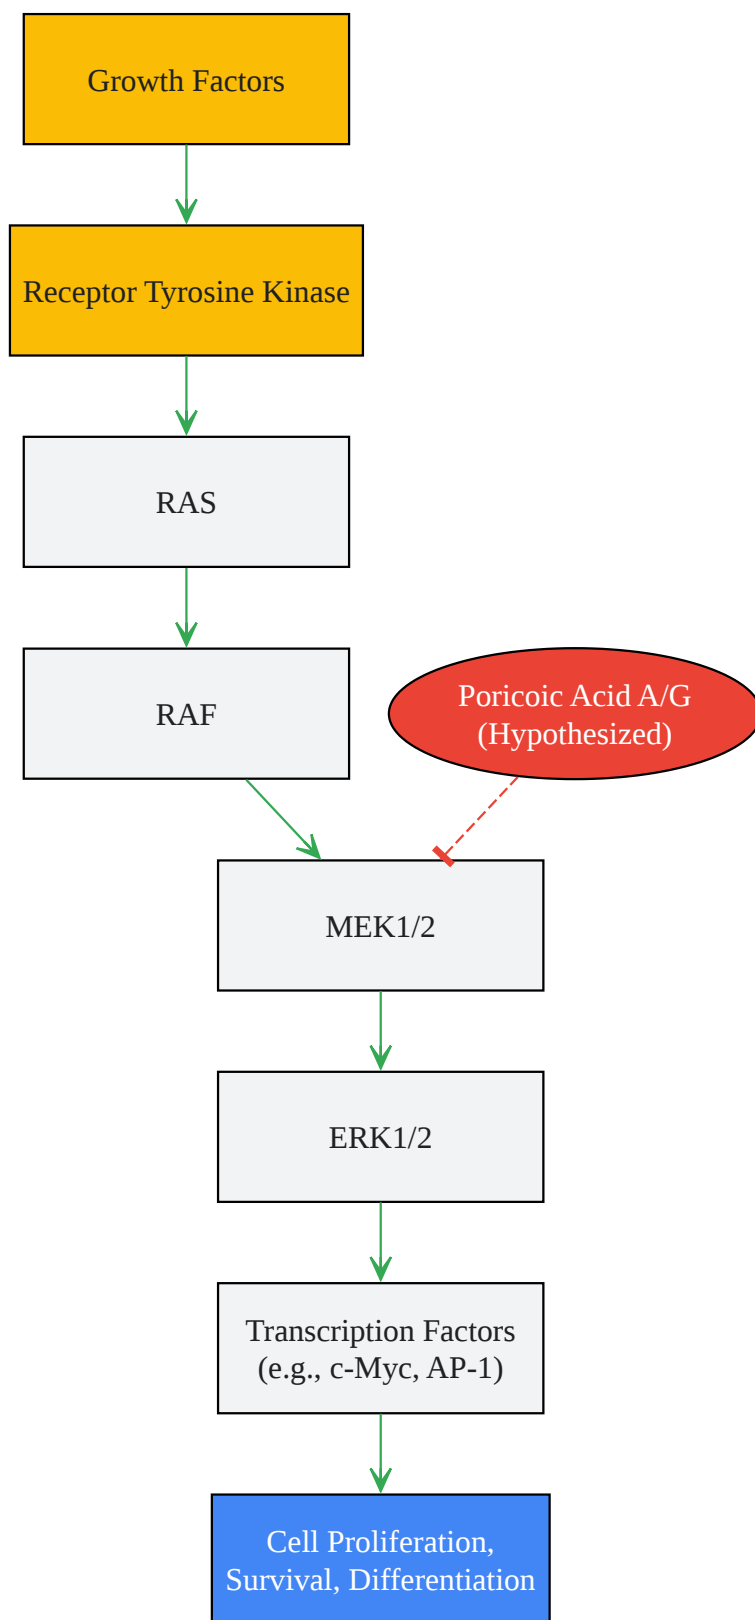 Growth Factors
Receptor Tyrosine Kinase
RAS
RAF
Poricoic Acid A/G
(Hypothesized)
MEK1/2
ERK1/2
Transcription Factors
(e.g., c-Myc, AP-1)
Cell Proliferation,
Survival, Differentiation